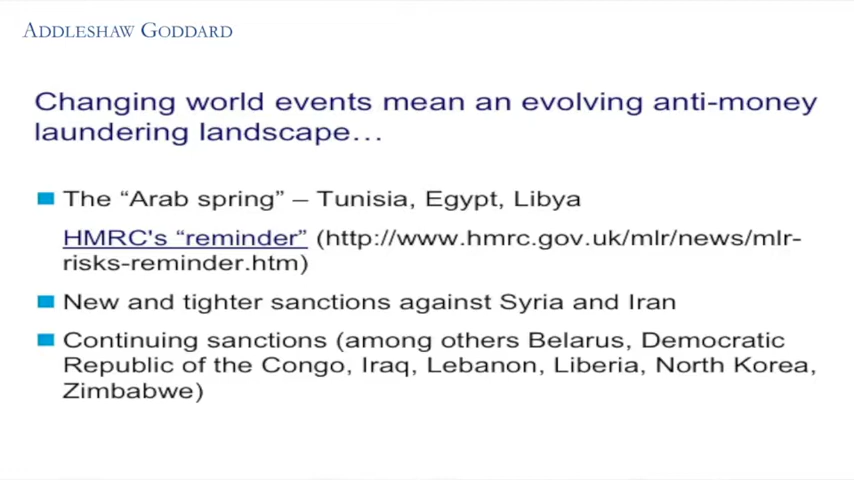 ADDLESHAW GODDARD
Changing world events mean an evolving anti-money
laundering landscape…
The “Arab spring” – Tunisia, Egypt, Libya
HMRC's “reminder” (http://www.hmrc.gov.uk/mlr/news/mlr-
risks-reminder.htm)
New and tighter sanctions against Syria and Iran
Continuing sanctions (among others Belarus, Democratic
Republic of the Congo, Iraq, Lebanon, Liberia, North Korea,
Zimbabwe)